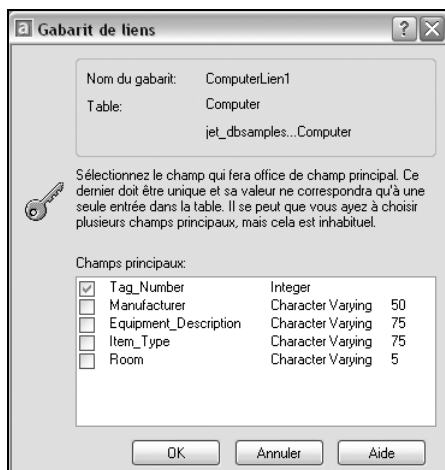 a Gabarit de liens ? X
Nom du gabarit: ComputerLien1
Table: Computer
jet_dbsamples...Computer
Sélectionnez le champ qui fera office de champ principal. Ce
dernier doit être unique et sa valeur ne correspondra qu'à une
seule entrée dans la table. Il se peut que vous ayez à choisir
plusieurs champs principaux, mais cela est inhabituel.
Champs principaux:
Tag_Number Integer
Manufacturer Character Varying 50
Equipment_Description Character Varying 75
Item_Type Character Varying 75
Room Character Varying 5
OK Annuler Aide